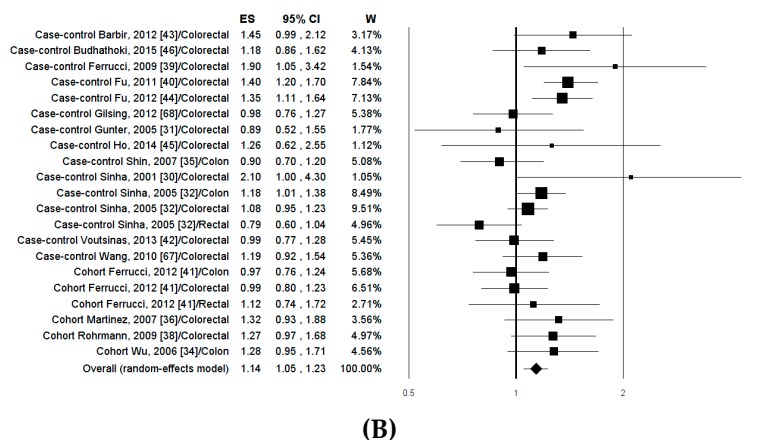 ES 95% CI W
Case-control Barbir, 2012 [43]/Colorectal 1.45 0.99 , 2.12 3.17%
Case-control Budhathoki, 2015 [46]/Colorectal 1.18 0.86 , 1.62 4.13%
Case-control Ferrucci, 2009 [39]/Colorectal 1.90 1.05 , 3.42 1.54%
Case-control Fu, 2011 [40]/Colorectal 1.40 1.20 , 1.70 7.84%
Case-control Fu, 2012 [44]/Colorectal 1.35 1.11 , 1.64 7.13%
Case-control Gilsing, 2012 [68]/Colorectal 0.98 0.76 , 1.27 5.38%
Case-control Gunter, 2005 [31]/Colorectal 0.89 0.52 , 1.55 1.77%
Case-control Ho, 2014 [45]/Colorectal 1.26 0.62 , 2.55 1.12%
Case-control Shin, 2007 [35]/Colon 0.90 0.70 , 1.20 5.08%
Case-control Sinha, 2001 [30]/Colorectal 2.10 1.00 , 4.30 1.05%
Case-control Sinha, 2005 [32]/Colon 1.18 1.01 , 1.38 8.49%
Case-control Sinha, 2005 [32]/Colorectal 1.08 0.95 , 1.23 9.51%
Case-control Sinha, 2005 [32]/Rectal 0.79 0.60 , 1.04 4.96%
Case-control Voutsinas, 2013 [42]/Colorectal 0.99 0.77 , 1.28 5.45%
Case-control Wang, 2010 [67]/Colorectal 1.19 0.92 , 1.54 5.36%
Cohort Ferrucci, 2012 [41]/Colon 0.97 0.76 , 1.24 5.68%
Cohort Ferrucci, 2012 [41]/Colorectal 0.99 0.80 , 1.23 6.51%
Cohort Ferrucci, 2012 [41]/Rectal 1.12 0.74 , 1.72 2.71%
Cohort Martinez, 2007 [36]/Colorectal 1.32 0.93 , 1.88 3.56%
Cohort Rohrmann, 2009 [38]/Colorectal 1.27 0.97 , 1.68 4.97%
Cohort Wu, 2006 [34]/Colon 1.28 0.95 , 1.71 4.56%
Overall (random-effects model) 1.14 1.05 , 1.23 100.00%
0.5 1 2
(B)